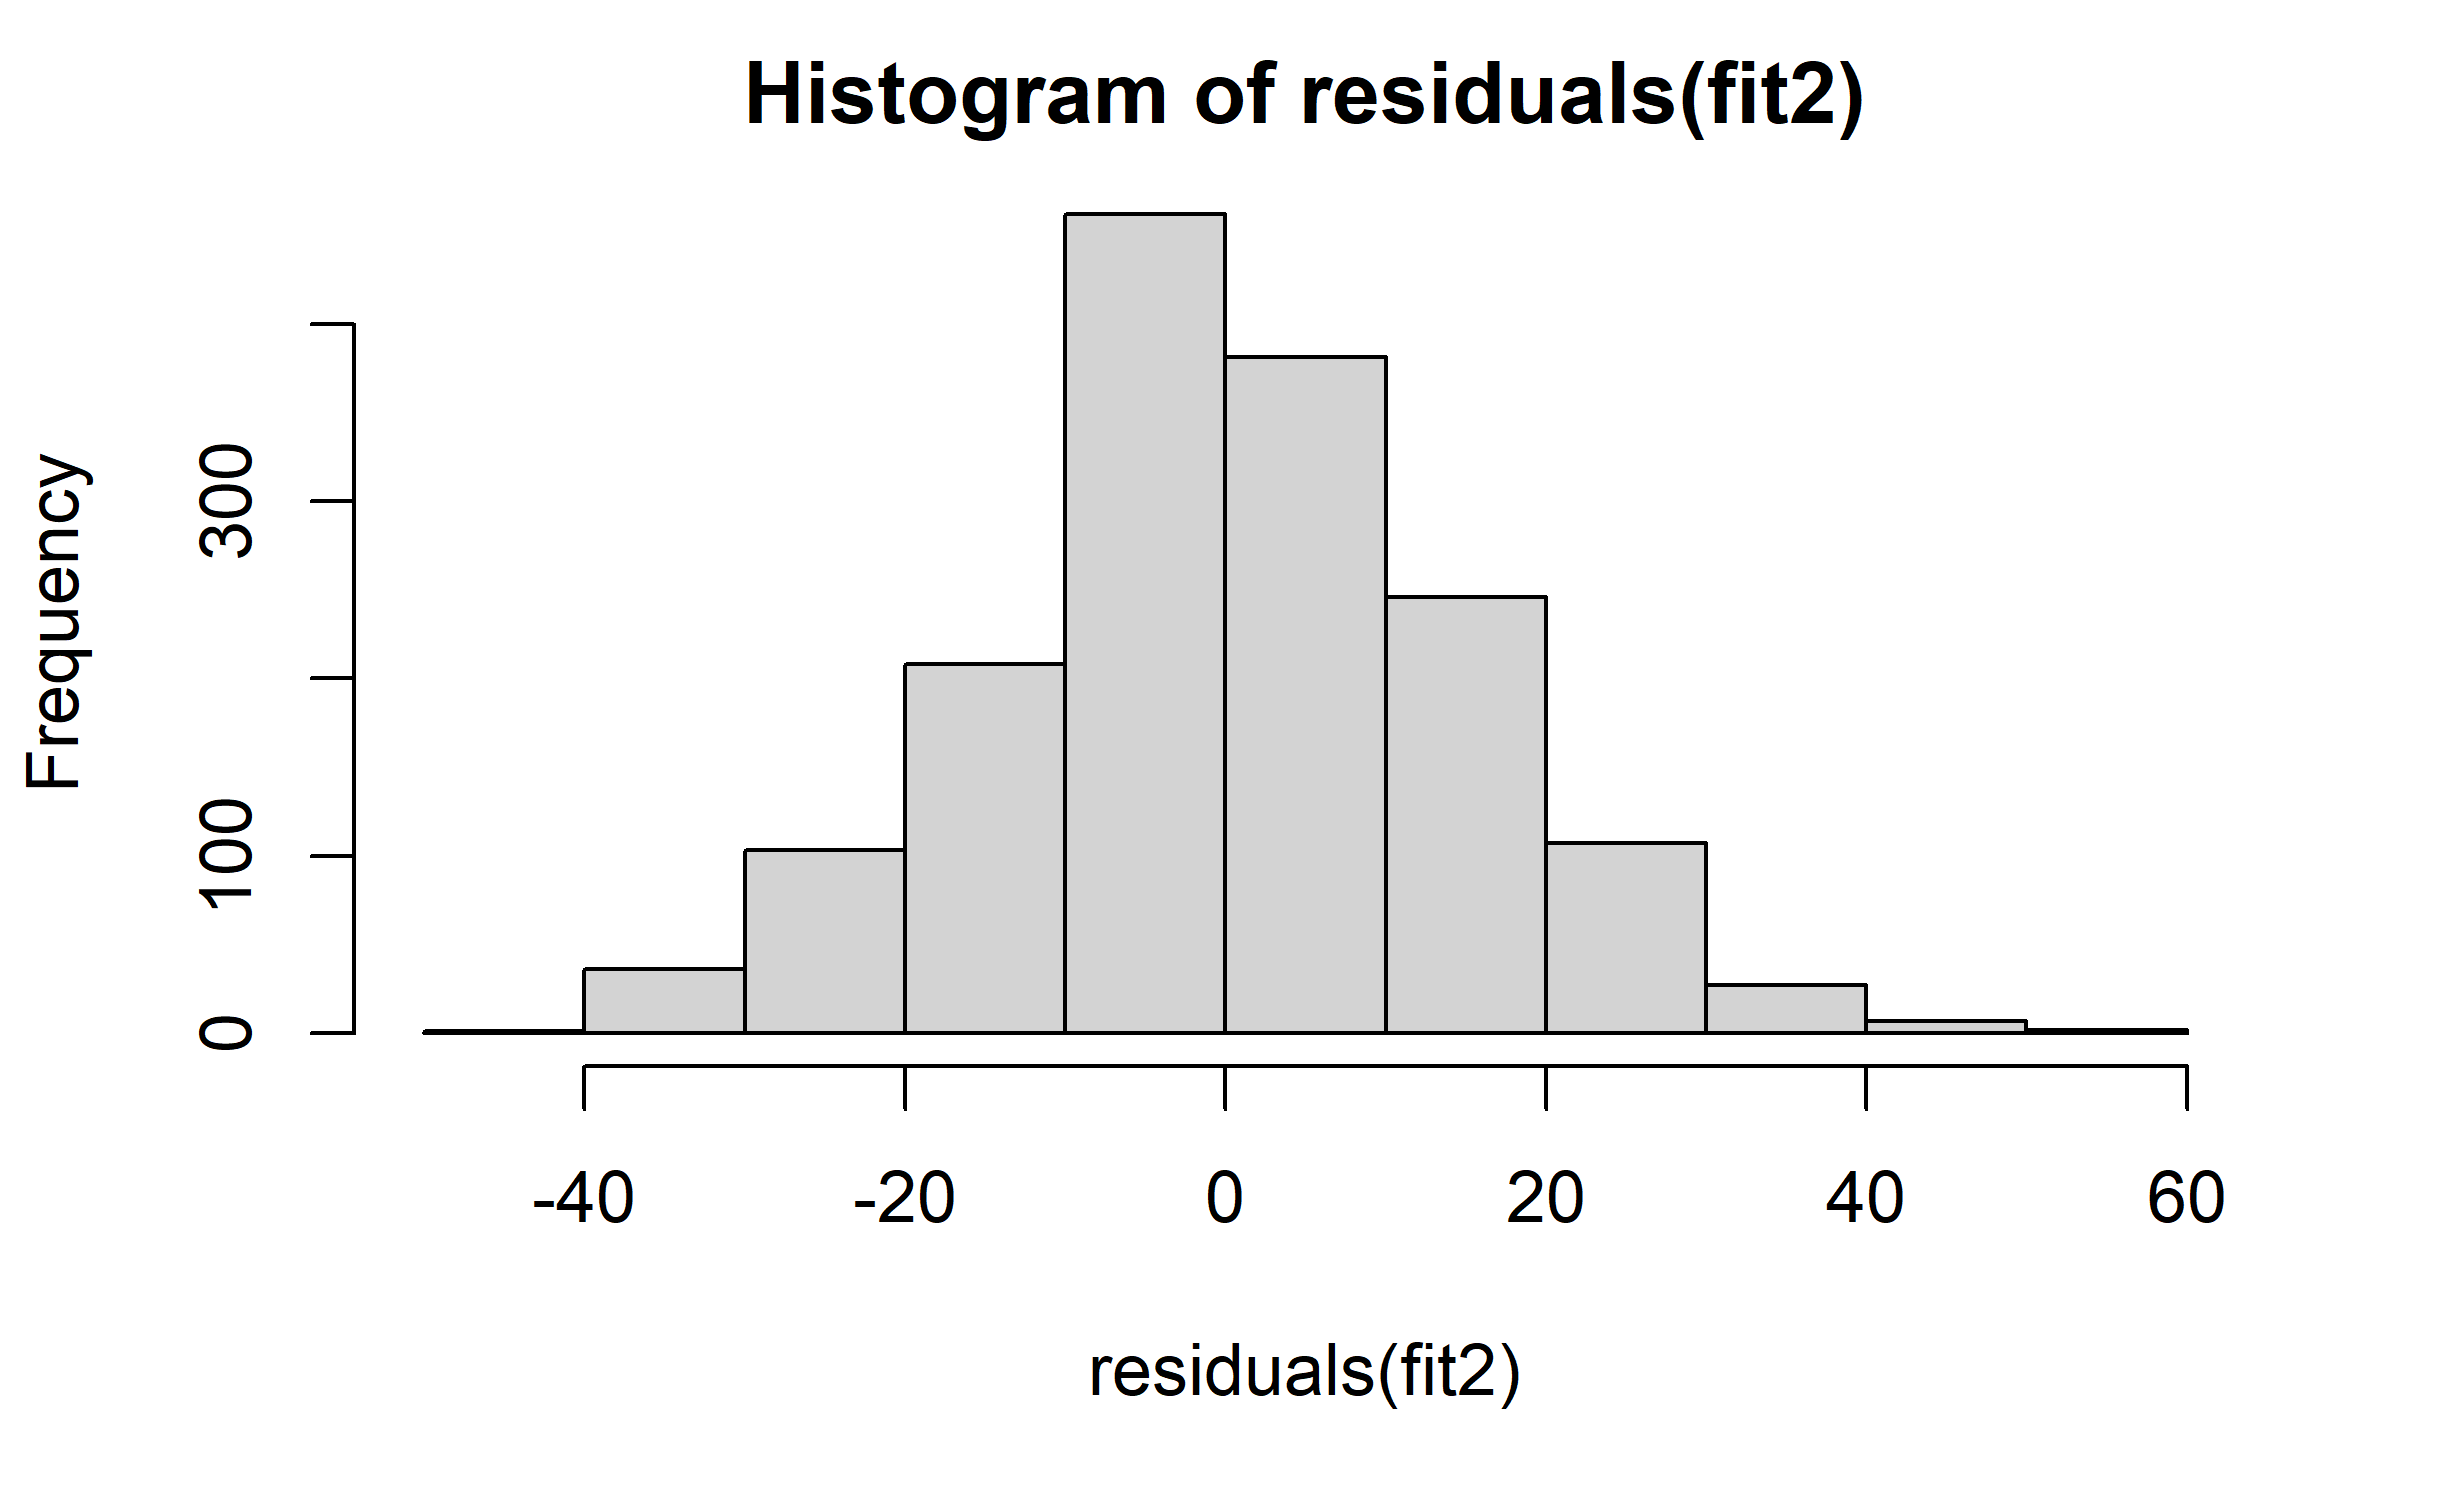 Histogram of residuals(fit2)
Frequency
300
100
0
-40 -20 0 20 40 60
residuals(fit2)